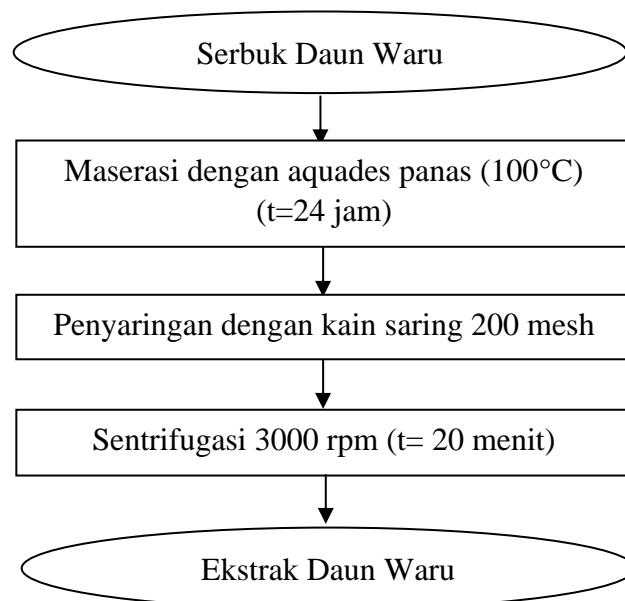 Serbuk Daun Waru
Maserasi dengan aquades panas (100°C)
(t=24 jam)
Penyaringan dengan kain saring 200 mesh
Sentrifugasi 3000 rpm (t= 20 menit)
Ekstrak Daun Waru